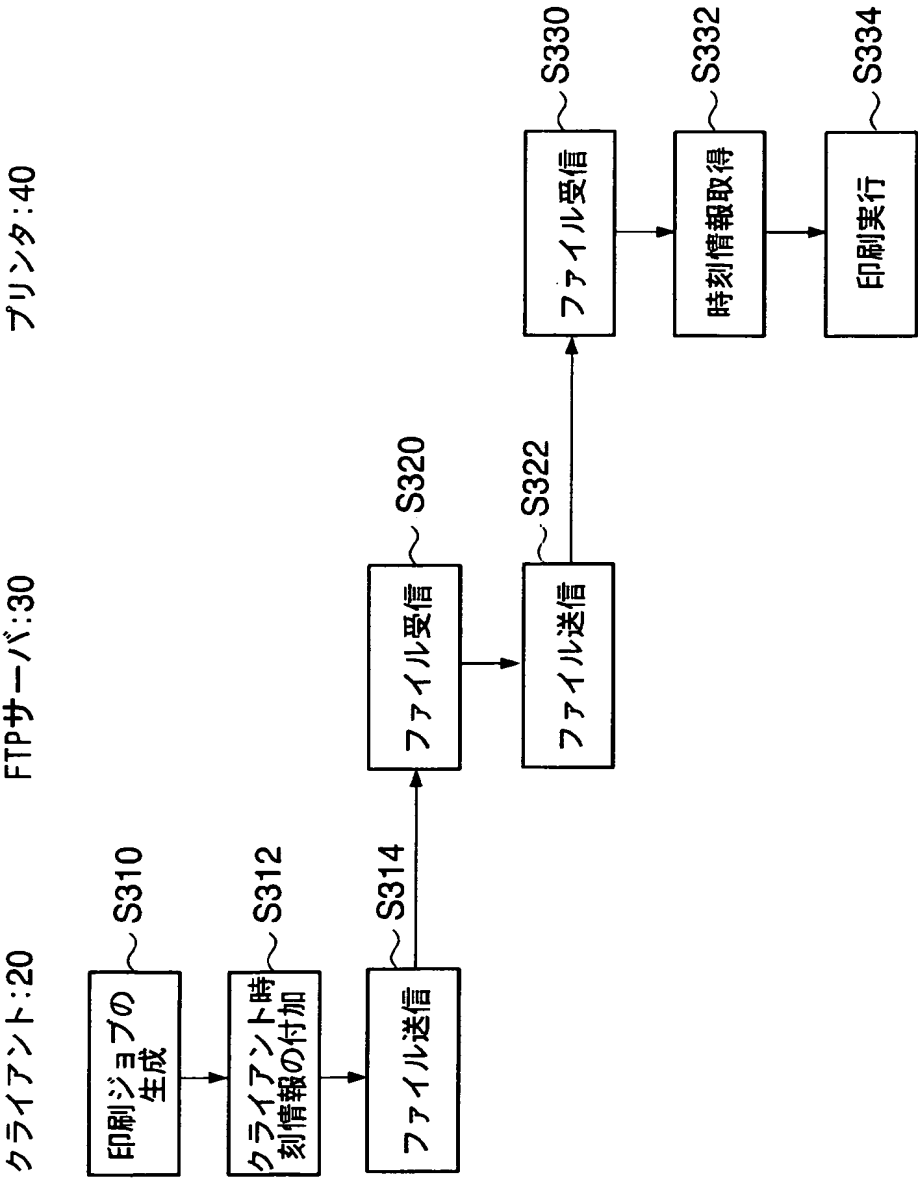 クライアント:20
FTPサーバ:30
プリンタ:40
印刷ジョブの
生成
S310
クライアント時
刻情報の付加
S312
ファイル送信
S314
ファイル受信
S320
ファイル送信
S322
ファイル受信
S330
時刻情報取得
S332
印刷実行
S334